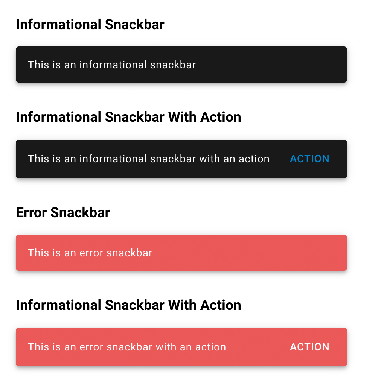 Informational Snackbar
This is an informational snackbar
Informational Snackbar With Action
This is an informational snackbar with an action ACTION
Error Snackbar
This is an error snackbar
Informational Snackbar With Action
This is an error snackbar with an action ACTION